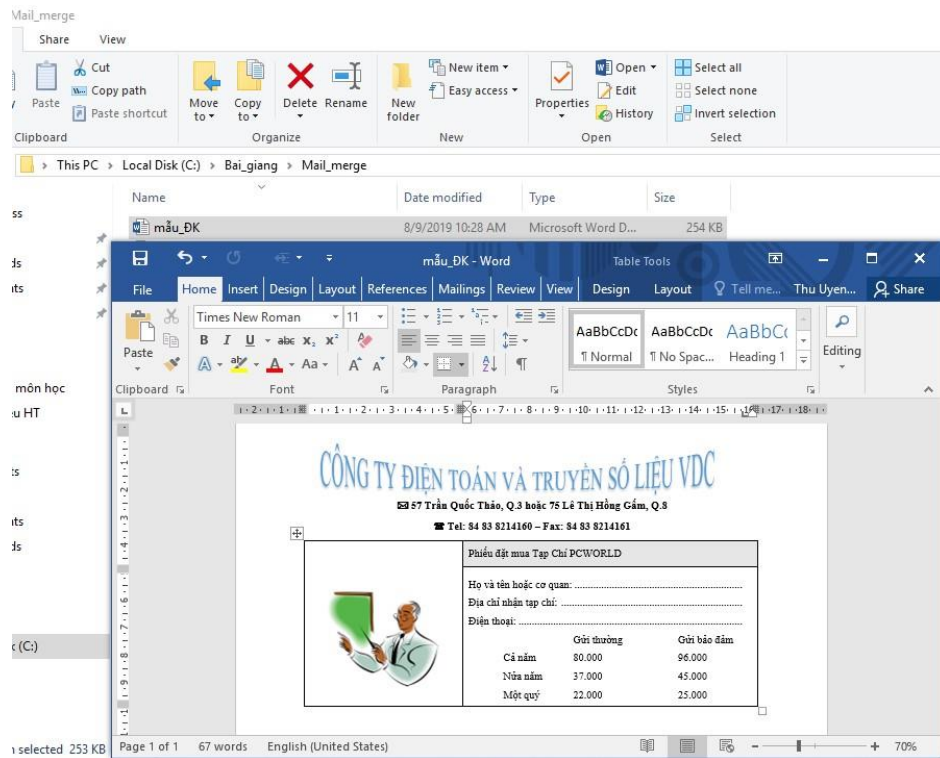 Mail_merge
Share View
Cut
Copy path
Paste shortcut
Paste
Move to
Copy to
Delete
Rename
New folder
New item
Easy access
Properties
Open
Edit
History
Select all
Select none
Invert selection
Clipboard Organize New Open Select
This PC > Local Disk (C:) > Bai_giang > Mail_merge
Name Date modified Type Size
mẫu_ĐK 8/9/2019 10:28 AM Microsoft Word D... 254 KB
mẫu_ĐK - Word Table Tools
File Home Insert Design Layout References Mailings Review View Design Layout Tell me... Thu Uyen... Share
Times New Roman 11
Paste
B I U abc X₂ X²
A aby A Aa A A
AaBbCcDc AaBbCcDc AaBbC
¶ Normal ¶ No Spac... Heading 1
Editing
Clipboard Font Paragraph Styles
môn học
(C:)
CÔNG TY ĐIỆN TOÁN VÀ TRUYỀN SỐ LIỆU VDC
57 Trần Quốc Thảo, Q.3 hoặc 75 Lê Thị Hồng Gấm, Q.8
Tel: 84 83 8214160 – Fax: 84 83 8214161
Phiếu đặt mua Tạp Chí PCWORLD
Họ và tên hoặc cơ quan:
Địa chỉ nhận tạp chí:
Điện thoại:
Gửi thường Gửi bảo đảm
Cả năm 80.000 96.000
Nửa năm 37.000 45.000
Một quý 22.000 25.000
selected 253 KB
Page 1 of 1 67 words English (United States) 70%